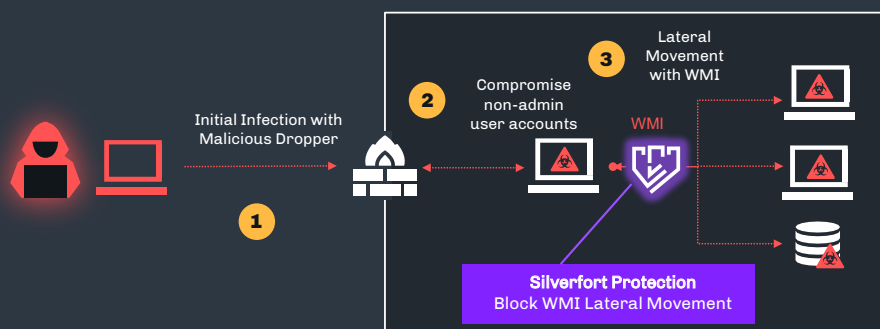 Initial Infection with
Malicious Dropper
1
2
Compromise
non-admin
user accounts
3
Lateral
Movement
with WMI
WMI
Silverfort Protection
Block WMI Lateral Movement